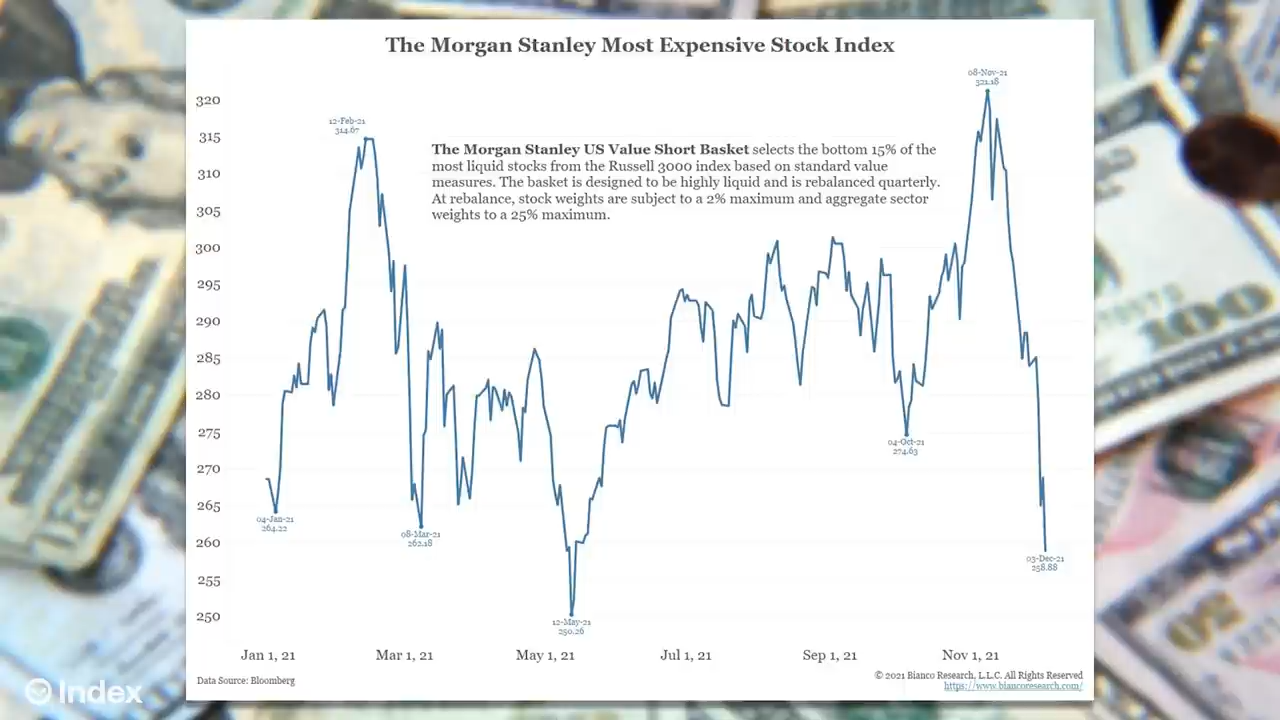 The Morgan Stanley Most Expensive Stock Index
08-Nov-21
321.18
320
12-Feb-21
314.67
315
The Morgan Stanley US Value Short Basket selects the bottom 15% of the
most liquid stocks from the Russell 3000 index based on standard value
measures. The basket is designed to be highly liquid and is rebalanced quarterly.
At rebalance, stock weights are subject to a 2% maximum and aggregate sector
weights to a 25% maximum.
310
305
300
295
290
285
280
275
04-Oct-21
274.63
270
265
04-Jan-21
264.22
08-Mar-21
262.18
260
03-Dec-21
258.88
255
250
12-May-21
250.26
Jan 1, 21 Mar 1, 21 May 1, 21 Jul 1, 21 Sep 1, 21 Nov 1, 21
Data Source: Bloomberg
© 2021 Bianco Research, L.L.C. All Rights Reserved
https://www.biancoresearch.com/
Index
100
50